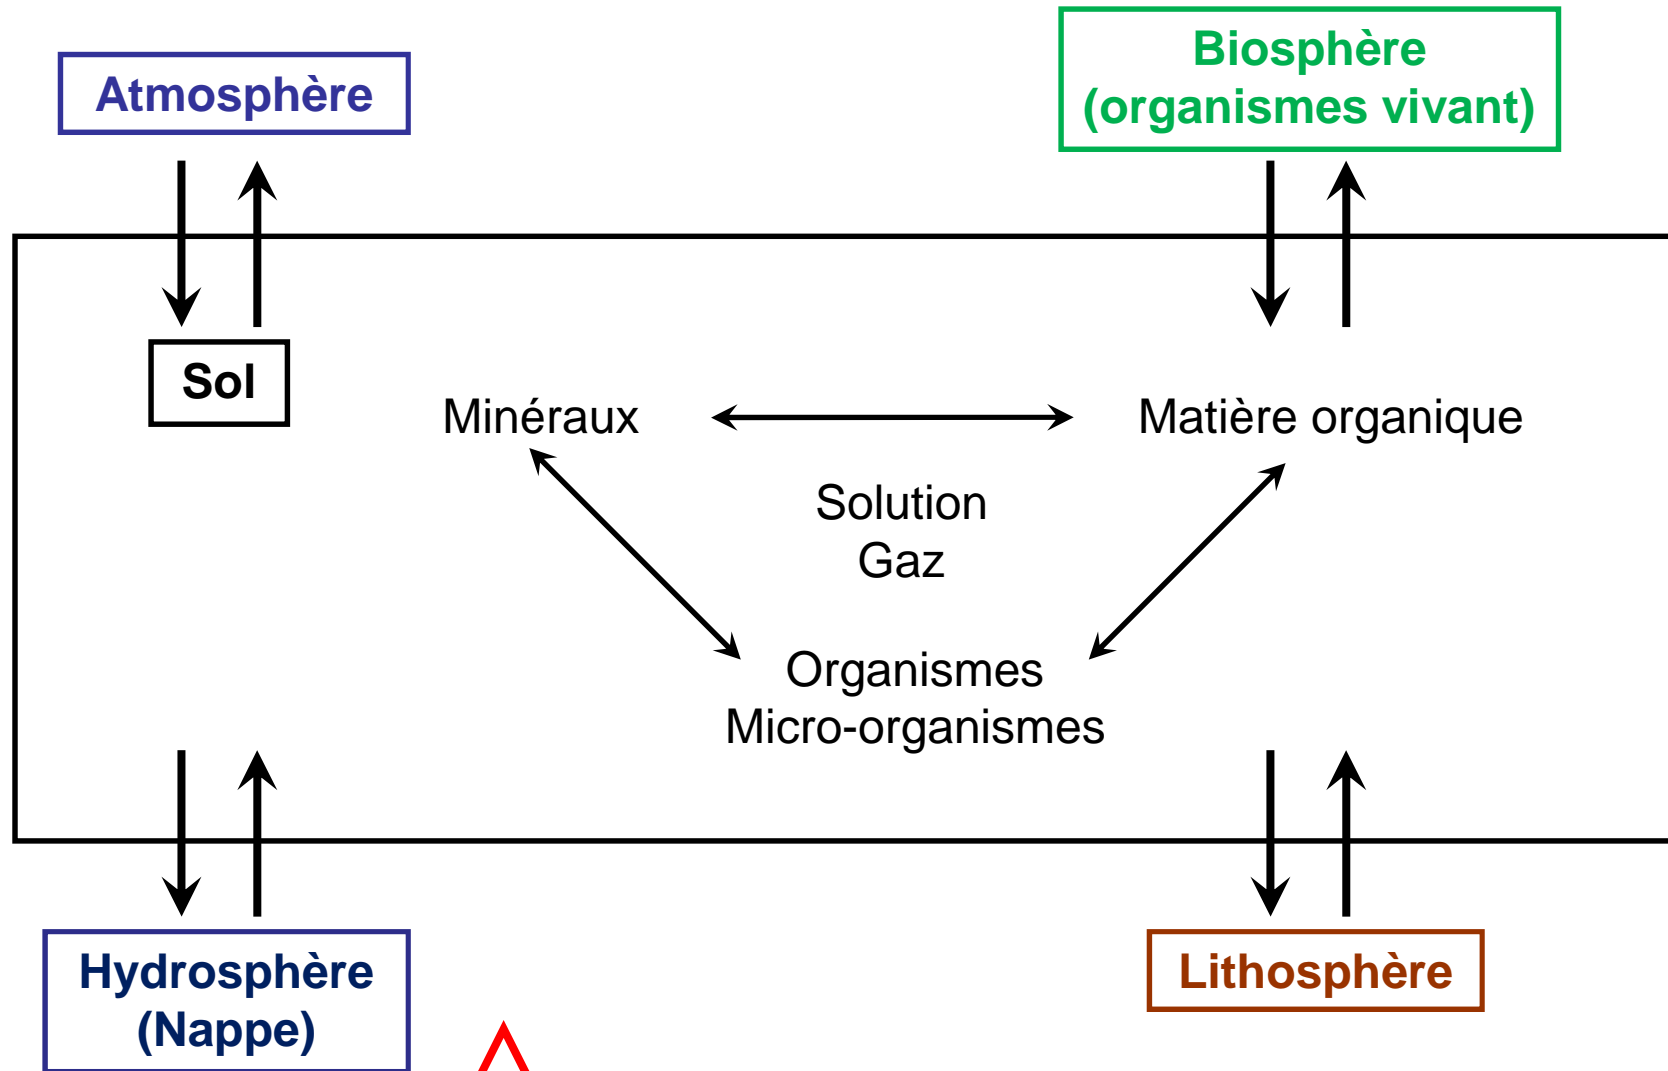 Atmosphère
Biosphère
(organismes vivant)
Sol
Minéraux
Matière organique
Solution
Gaz
Organismes
Micro-organismes
Hydrosphère
(Nappe)
Lithosphère